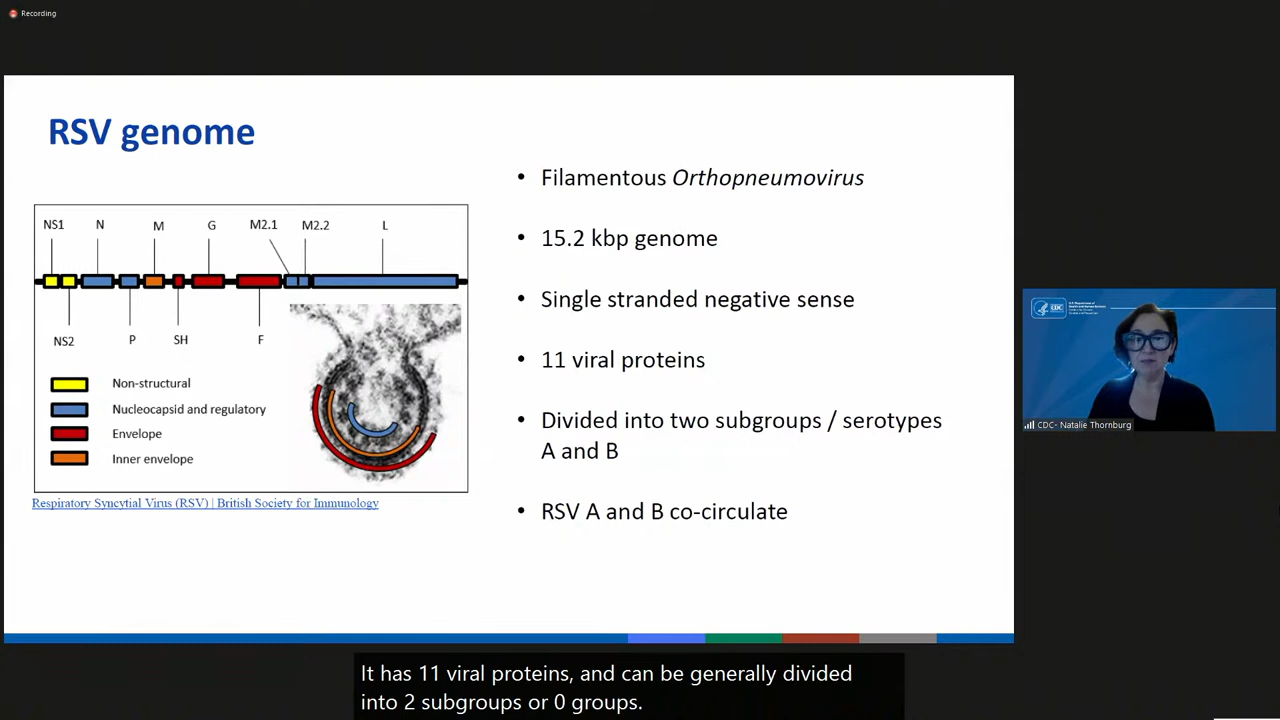 Recording
RSV genome
NS1 N M G M2.1 M2.2 L
NS2 P SH F
Non-structural
Nucleocapsid and regulatory
Envelope
Inner envelope
Respiratory Syncytial Virus (RSV) | British Society for Immunology
• Filamentous Orthopneumovirus
• 15.2 kbp genome
• Single stranded negative sense
• 11 viral proteins
• Divided into two subgroups / serotypes
A and B
• RSV A and B co-circulate
CDC
CDC- Natalie Thornburg
It has 11 viral proteins, and can be generally divided
into 2 subgroups or 0 groups.